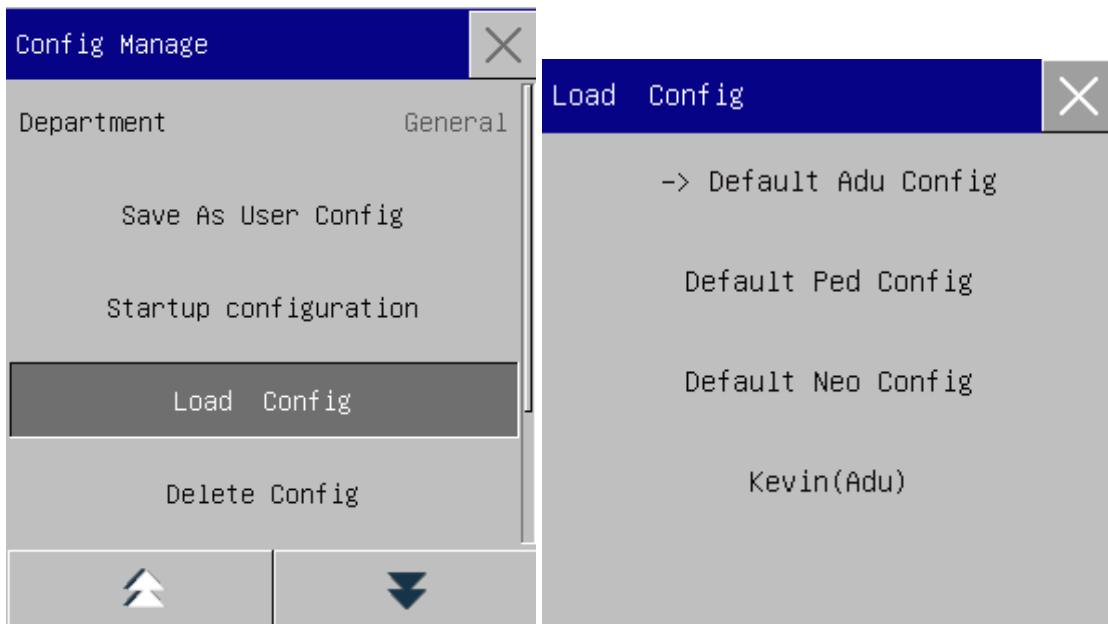 Config Manage
Department General
Save As User Config
Startup configuration
Load Config
Delete Config
Load Config
-> Default Adu Config
Default Ped Config
Default Neo Config
Kevin(Adu)